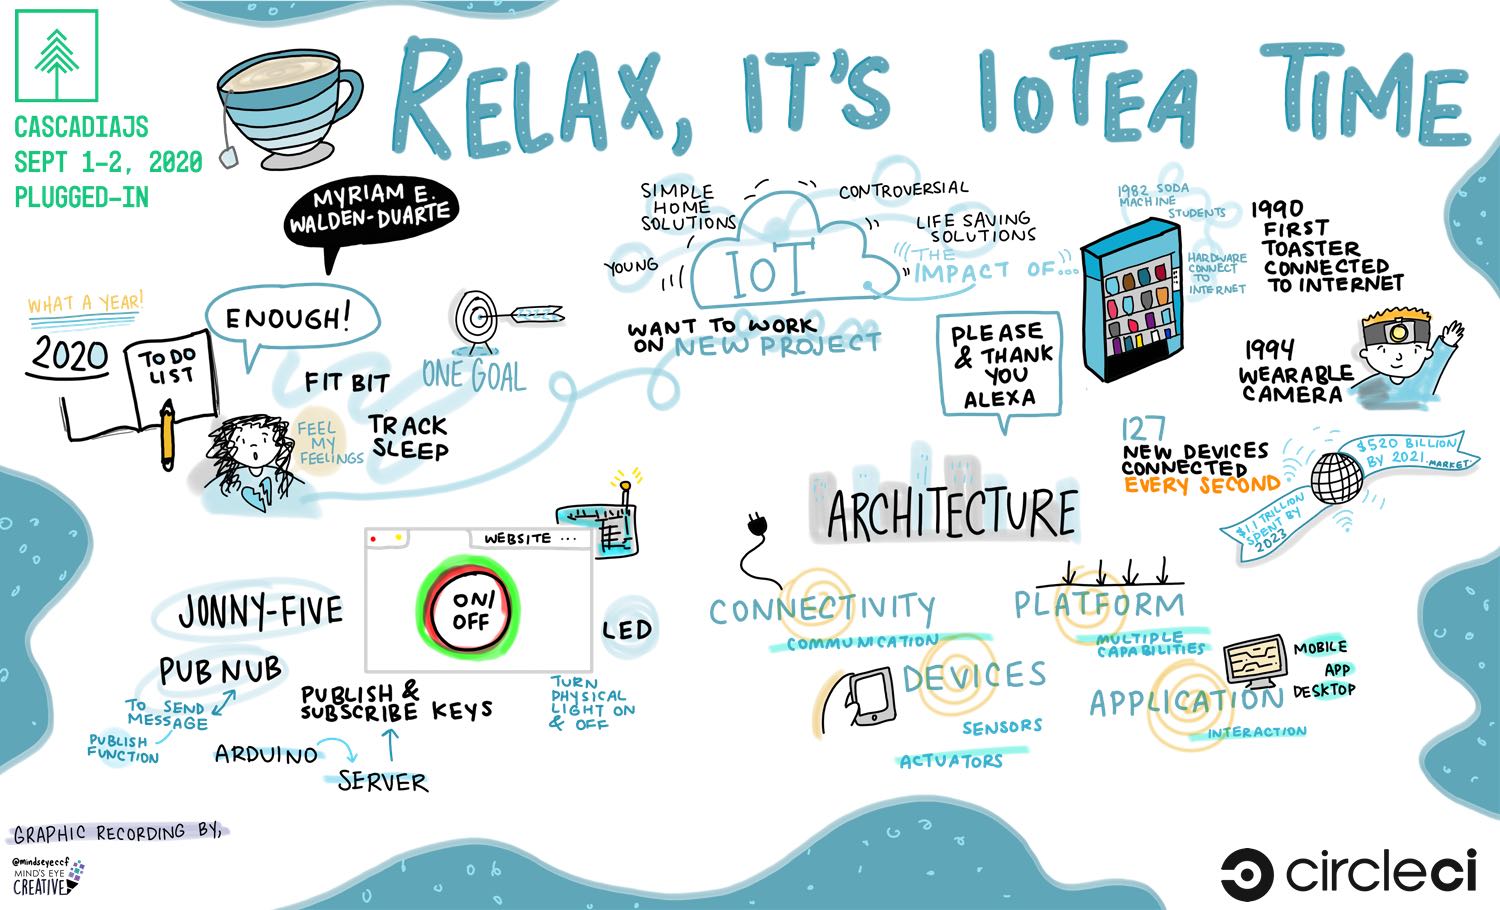 CASCADIAJS
SEPT 1-2, 2020
PLUGGED-IN
RELAX, IT'S IOTEA TIME
MYRIAM E.
WALDEN-DUARTE
WHAT A YEAR!
2020
TO DO
LIST
ENOUGH!
FEEL
MY
FEELINGS
FIT BIT
TRACK
SLEEP
ONE GOAL
SIMPLE
HOME
SOLUTIONS
YOUNG
IOT
CONTROVERSIAL
LIFE SAVING
SOLUTIONS
THE
IMPACT OF...
WANT TO WORK
ON NEW PROJECT
PLEASE
& THANK
YOU
ALEXA
1982 SODA
MACHINE
STUDENTS
HARDWARE
CONNECT
TO
INTERNET
1990
FIRST
TOASTER
CONNECTED
TO INTERNET
1994
WEARABLE
CAMERA
127
NEW DEVICES
CONNECTED
EVERY SECOND
$520 BILLION
BY 2021. MARKET.
$1.1 TRILLION
SPENT BY
2023
ARCHITECTURE
CONNECTIVITY
COMMUNICATION
PLATFORM
MULTIPLE
CAPABILITIES
DEVICES
SENSORS
ACTUATORS
APPLICATION
INTERACTION
MOBILE
APP
DESKTOP
WEBSITE ...
ON/
OFF
LED
TURN
PHYSICAL
LIGHT ON
& OFF
JONNY-FIVE
PUB NUB
TO SEND
MESSAGE
PUBLISH
FUNCTION
PUBLISH &
SUBSCRIBE KEYS
ARDUINO
SERVER
GRAPHIC RECORDING BY,
@mindseyeccf
MIND'S EYE
CREATIVE
circleci